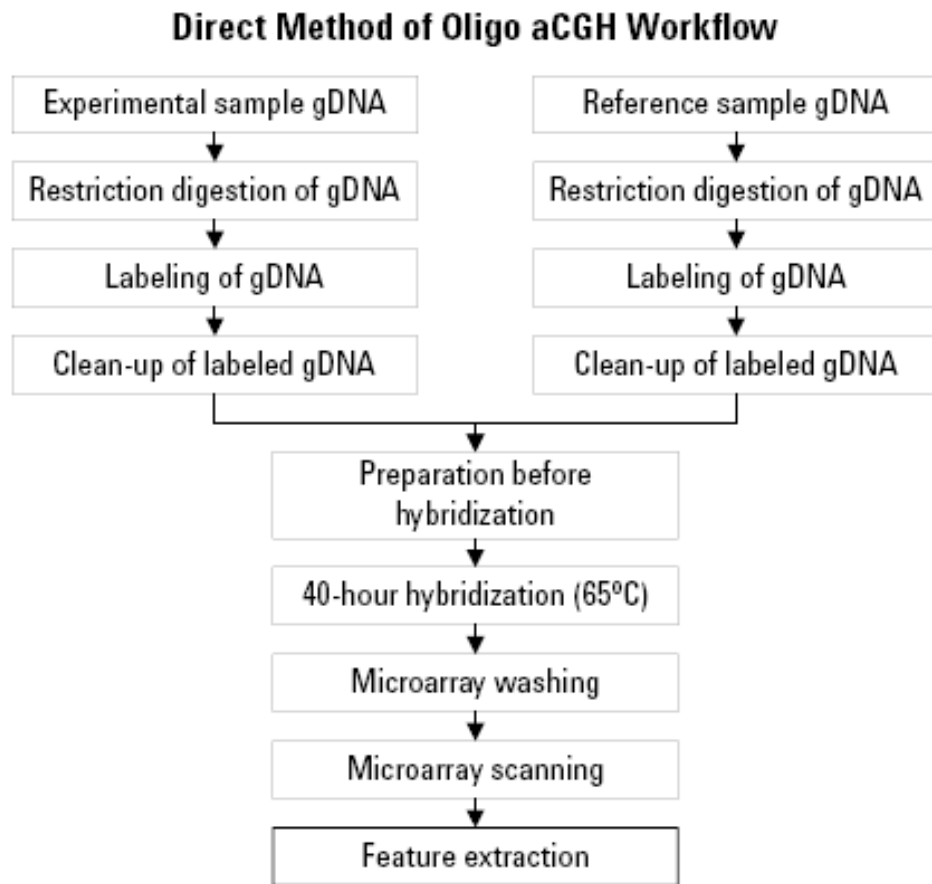 Direct Method of Oligo aCGH Workflow
Experimental sample gDNA
Reference sample gDNA
Restriction digestion of gDNA
Restriction digestion of gDNA
Labeling of gDNA
Labeling of gDNA
Clean-up of labeled gDNA
Clean-up of labeled gDNA
Preparation before
hybridization
40-hour hybridization (65ºC)
Microarray washing
Microarray scanning
Feature extraction